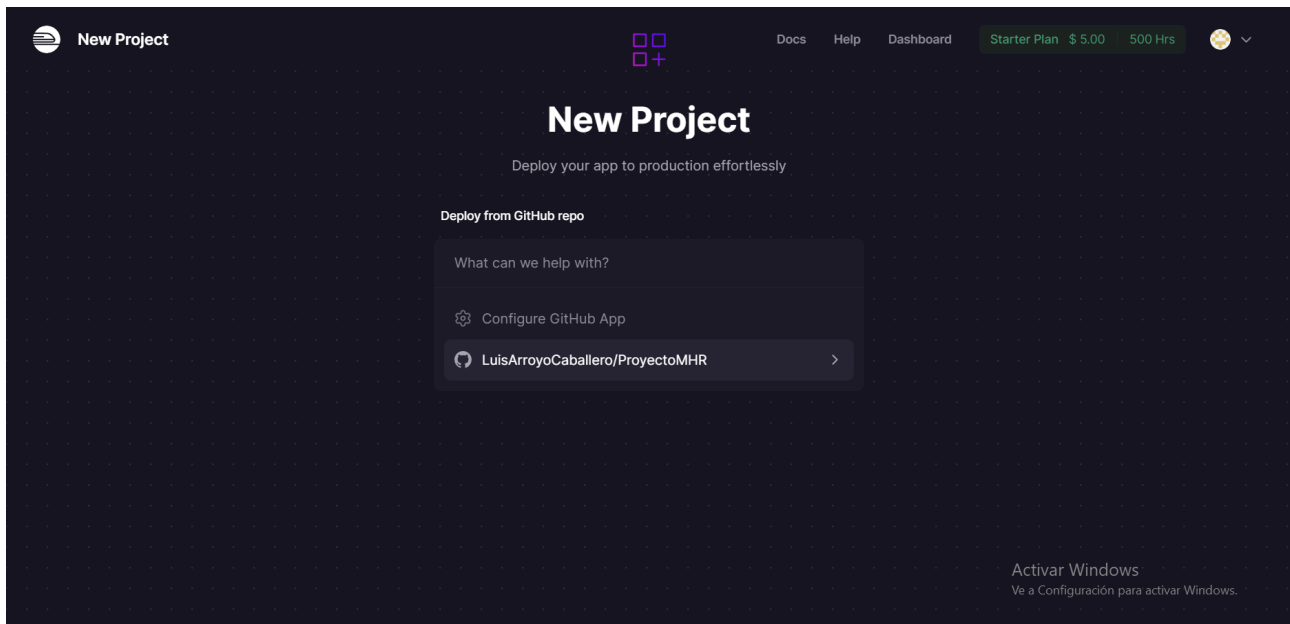 New Project
Docs Help Dashboard Starter Plan $ 5.00 500 Hrs
New Project
Deploy your app to production effortlessly
Deploy from GitHub repo
What can we help with?
Configure GitHub App
LuisArroyoCaballero/ProyectoMHR
Activar Windows
Ve a Configuración para activar Windows.